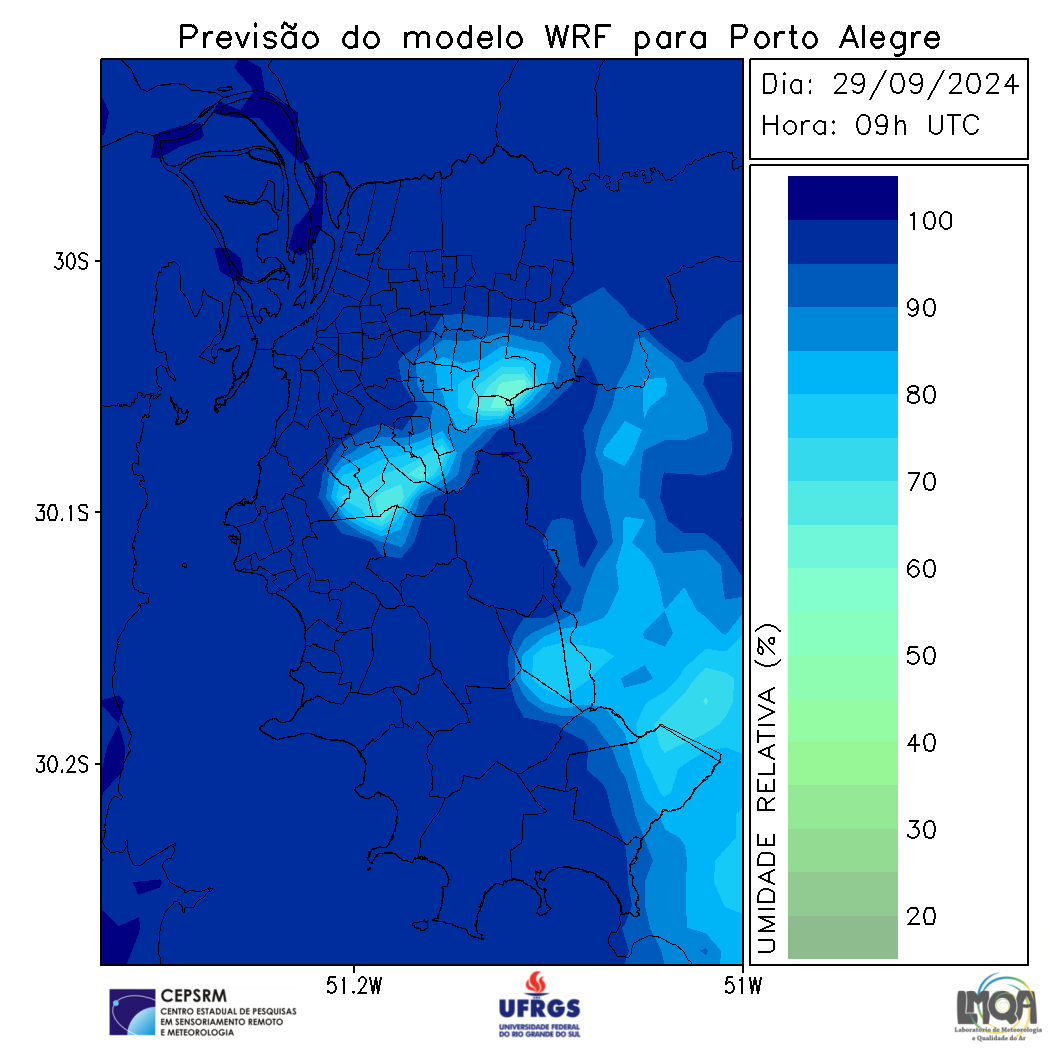 Previsão do modelo WRF para Porto Alegre
Dia: 29/09/2024
Hora: 09h UTC
100
90
80
70
60
50
40
30
20
UMIDADE RELATIVA (%)
30S
30.1S
30.2S
51.2W
51W
CEPSRM
CENTRO ESTADUAL DE PESQUISAS
EM SENSORIAMENTO REMOTO
E METEOROLOGIA
UFRGS
UNIVERSIDADE FEDERAL
DO RIO GRANDE DO SUL
LMQA
Laboratório de Meteorologia
e Qualidade do Ar